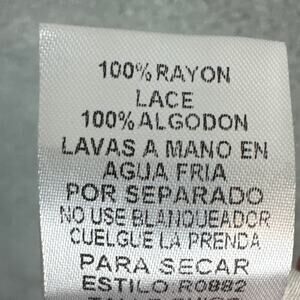 100% RAYON
LACE
100% ALGODON
LAVAS A MANO EN
AGUA FRIA
POR SEPARADO
NO USE BLANQUEADOR
CUELGUE LA PRENDA
PARA SECAR
ESTILO R0882